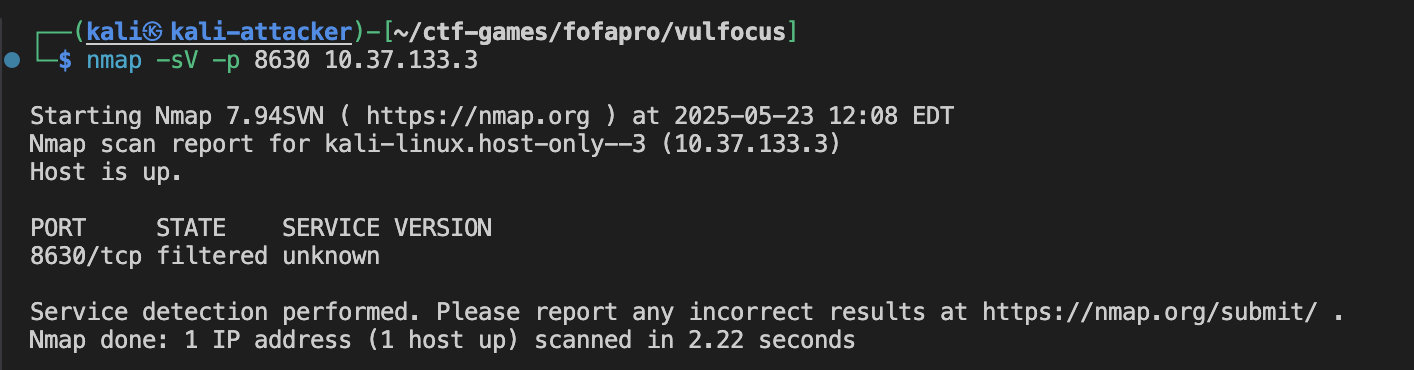 ┌──(kali㉿kali-attacker)-[~/ctf-games/fofapro/vulfocus]
└─$ nmap -sV -p 8630 10.37.133.3
Starting Nmap 7.94SVN ( https://nmap.org ) at 2025-05-23 12:08 EDT
Nmap scan report for kali-linux.host-only--3 (10.37.133.3)
Host is up.
PORT     STATE    SERVICE VERSION
8630/tcp filtered unknown
Service detection performed. Please report any incorrect results at https://nmap.org/submit/ .
Nmap done: 1 IP address (1 host up) scanned in 2.22 seconds